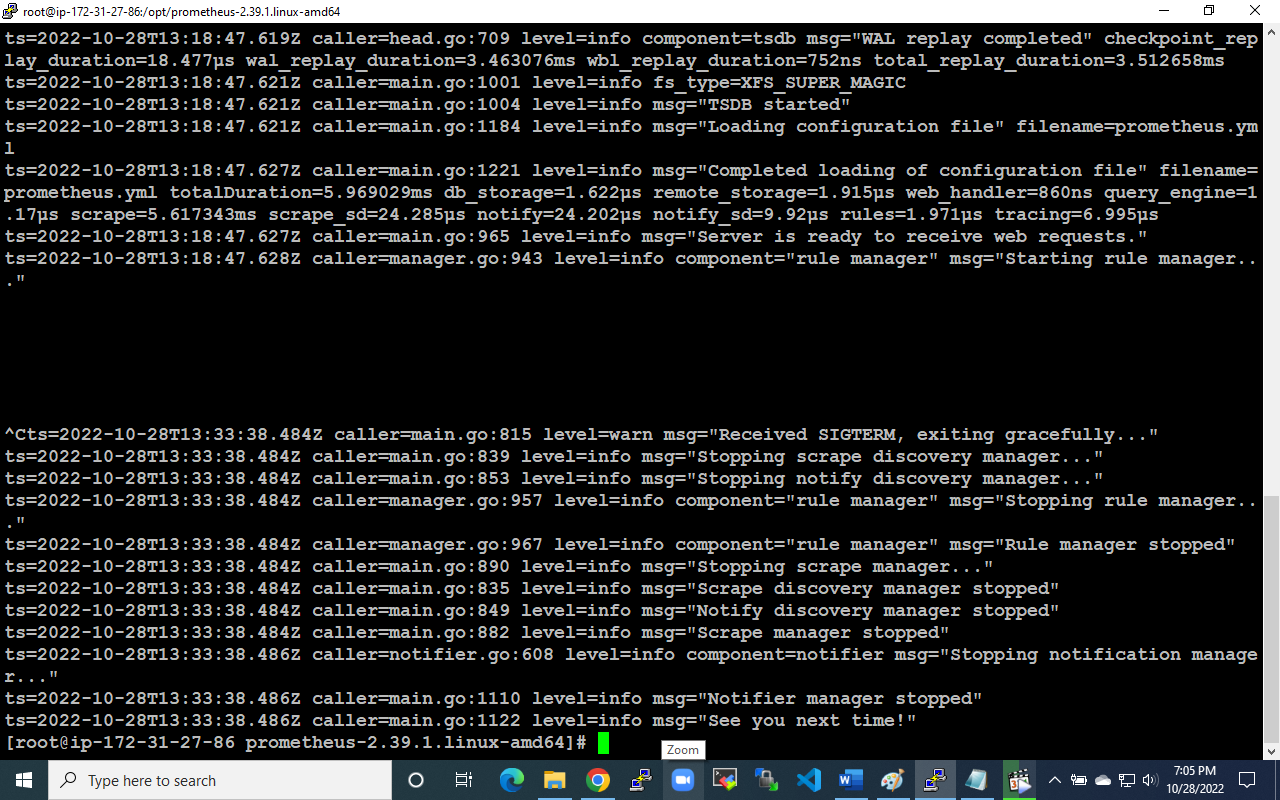 root@ip-172-31-27-86:/opt/prometheus-2.39.1.linux-amd64
ts=2022-10-28T13:18:47.619Z caller=head.go:709 level=info component=tsdb msg="WAL replay completed" checkpoint_rep
lay_duration=18.477µs wal_replay_duration=3.463076ms wbl_replay_duration=752ns total_replay_duration=3.512658ms
ts=2022-10-28T13:18:47.621Z caller=main.go:1001 level=info fs_type=XFS_SUPER_MAGIC
ts=2022-10-28T13:18:47.621Z caller=main.go:1004 level=info msg="TSDB started"
ts=2022-10-28T13:18:47.621Z caller=main.go:1184 level=info msg="Loading configuration file" filename=prometheus.ym
l
ts=2022-10-28T13:18:47.627Z caller=main.go:1221 level=info msg="Completed loading of configuration file" filename=
prometheus.yml totalDuration=5.969029ms db_storage=1.622µs remote_storage=1.915µs web_handler=860ns query_engine=1
.17µs scrape=5.617343ms scrape_sd=24.285µs notify=24.202µs notify_sd=9.92µs rules=1.971µs tracing=6.995µs
ts=2022-10-28T13:18:47.627Z caller=main.go:965 level=info msg="Server is ready to receive web requests."
ts=2022-10-28T13:18:47.628Z caller=manager.go:943 level=info component="rule manager" msg="Starting rule manager..
."
^Cts=2022-10-28T13:33:38.484Z caller=main.go:815 level=warn msg="Received SIGTERM, exiting gracefully..."
ts=2022-10-28T13:33:38.484Z caller=main.go:839 level=info msg="Stopping scrape discovery manager..."
ts=2022-10-28T13:33:38.484Z caller=main.go:853 level=info msg="Stopping notify discovery manager..."
ts=2022-10-28T13:33:38.484Z caller=manager.go:957 level=info component="rule manager" msg="Stopping rule manager..
."
ts=2022-10-28T13:33:38.484Z caller=manager.go:967 level=info component="rule manager" msg="Rule manager stopped"
ts=2022-10-28T13:33:38.484Z caller=main.go:890 level=info msg="Stopping scrape manager..."
ts=2022-10-28T13:33:38.484Z caller=main.go:835 level=info msg="Scrape discovery manager stopped"
ts=2022-10-28T13:33:38.484Z caller=main.go:849 level=info msg="Notify discovery manager stopped"
ts=2022-10-28T13:33:38.484Z caller=main.go:882 level=info msg="Scrape manager stopped"
ts=2022-10-28T13:33:38.486Z caller=notifier.go:608 level=info component=notifier msg="Stopping notification manage
r..."
ts=2022-10-28T13:33:38.486Z caller=main.go:1110 level=info msg="Notifier manager stopped"
ts=2022-10-28T13:33:38.486Z caller=main.go:1122 level=info msg="See you next time!"
[root@ip-172-31-27-86 prometheus-2.39.1.linux-amd64]#
Zoom
Type here to search
7:05 PM
10/28/2022